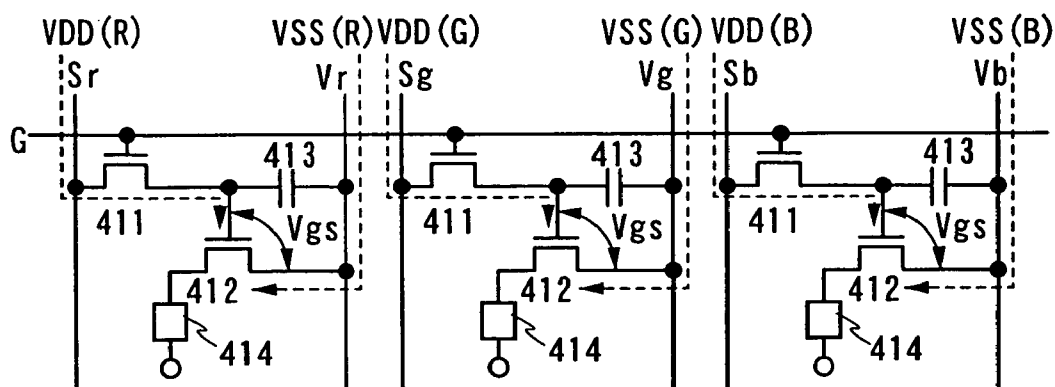 VDD(R) VSS(R) VDD(G) VSS(G) VDD(B) VSS(B)
Sr Vr Sg Vg Sb Vb
G
413 413 413
411 Vgs 411 Vgs 411 Vgs
412 412 412
414 414 414